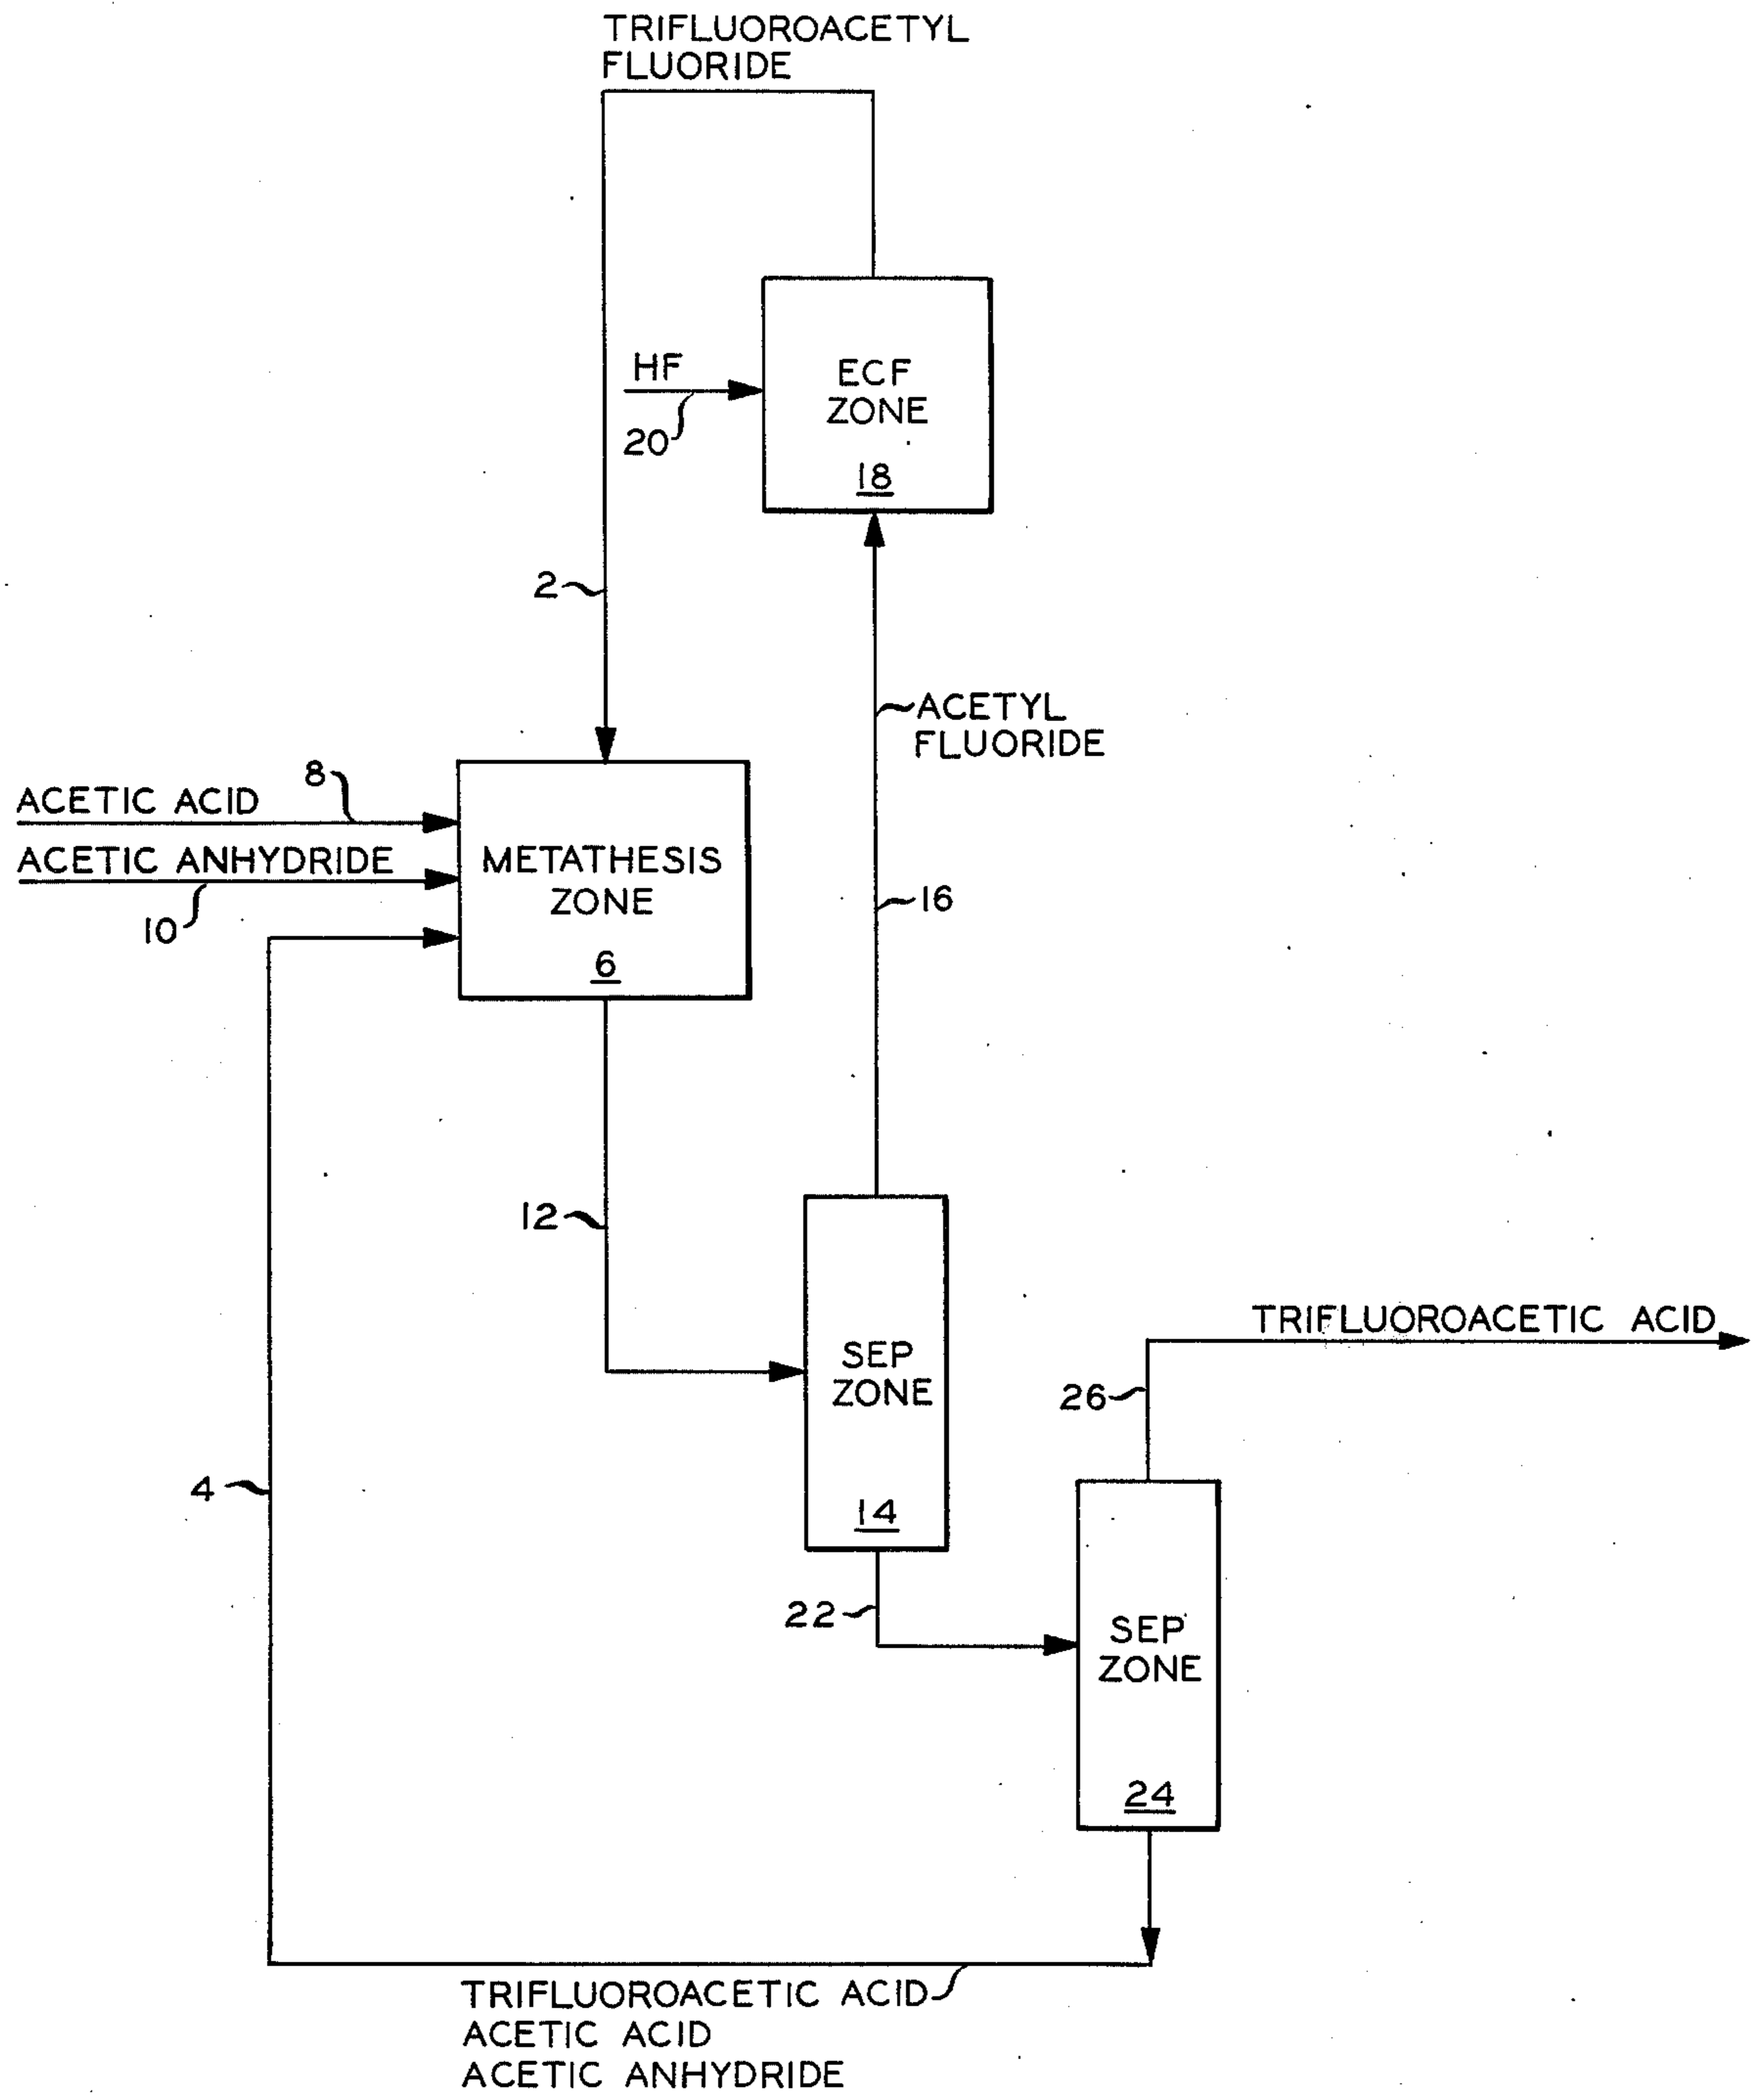 TRIFLUOROACETYL
FLUORIDE
HF
20
ECF
ZONE
18
2
ACETYL
FLUORIDE
ACETIC ACID
8
ACETIC ANHYDRIDE
10
METATHESIS
ZONE
6
16
12
SEP
ZONE
14
TRIFLUOROACETIC ACID
26
4
22
SEP
ZONE
24
TRIFLUOROACETIC ACID
ACETIC ACID
ACETIC ANHYDRIDE